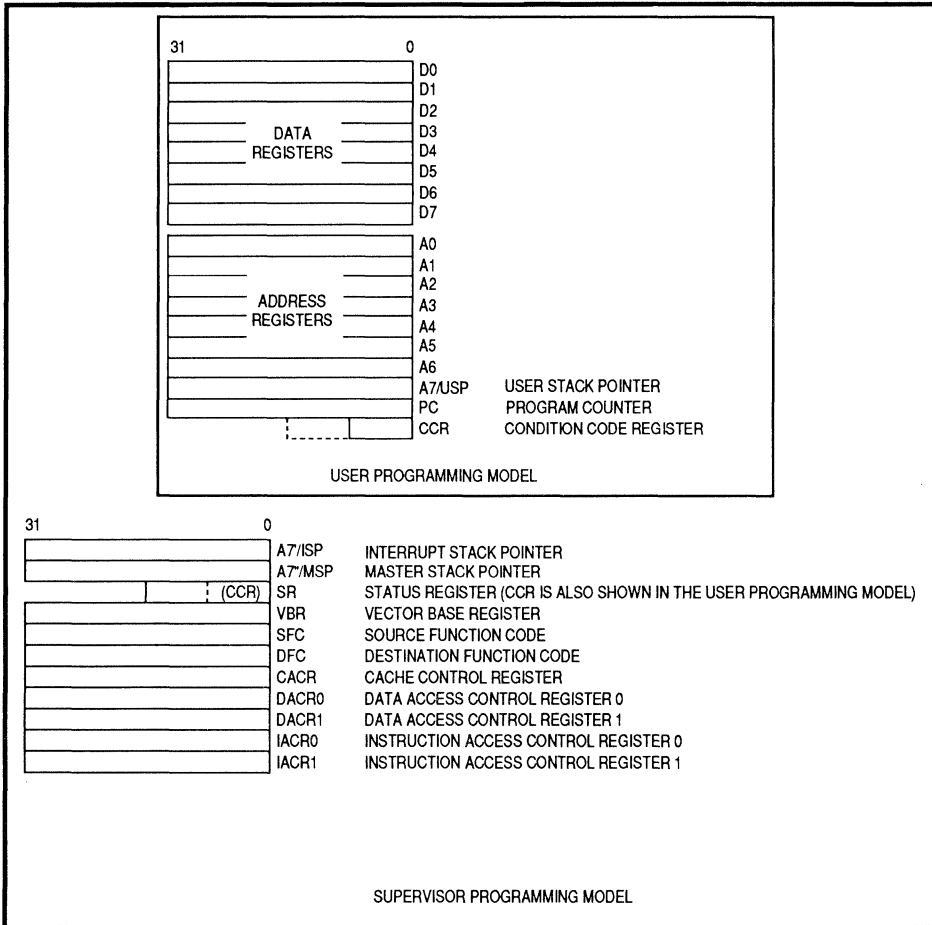 31 0
D0
D1
D2
DATA D3
REGISTERS D4
D5
D6
D7
A0
A1
A2
ADDRESS A3
REGISTERS A4
A5
A6
A7/USP USER STACK POINTER
PC PROGRAM COUNTER
CCR CONDITION CODE REGISTER
USER PROGRAMMING MODEL
31 0
A7'/ISP INTERRUPT STACK POINTER
A7"/MSP MASTER STACK POINTER
(CCR) SR STATUS REGISTER (CCR IS ALSO SHOWN IN THE USER PROGRAMMING MODEL)
VBR VECTOR BASE REGISTER
SFC SOURCE FUNCTION CODE
DFC DESTINATION FUNCTION CODE
CACR CACHE CONTROL REGISTER
DACR0 DATA ACCESS CONTROL REGISTER 0
DACR1 DATA ACCESS CONTROL REGISTER 1
IACR0 INSTRUCTION ACCESS CONTROL REGISTER 0
IACR1 INSTRUCTION ACCESS CONTROL REGISTER 1
SUPERVISOR PROGRAMMING MODEL